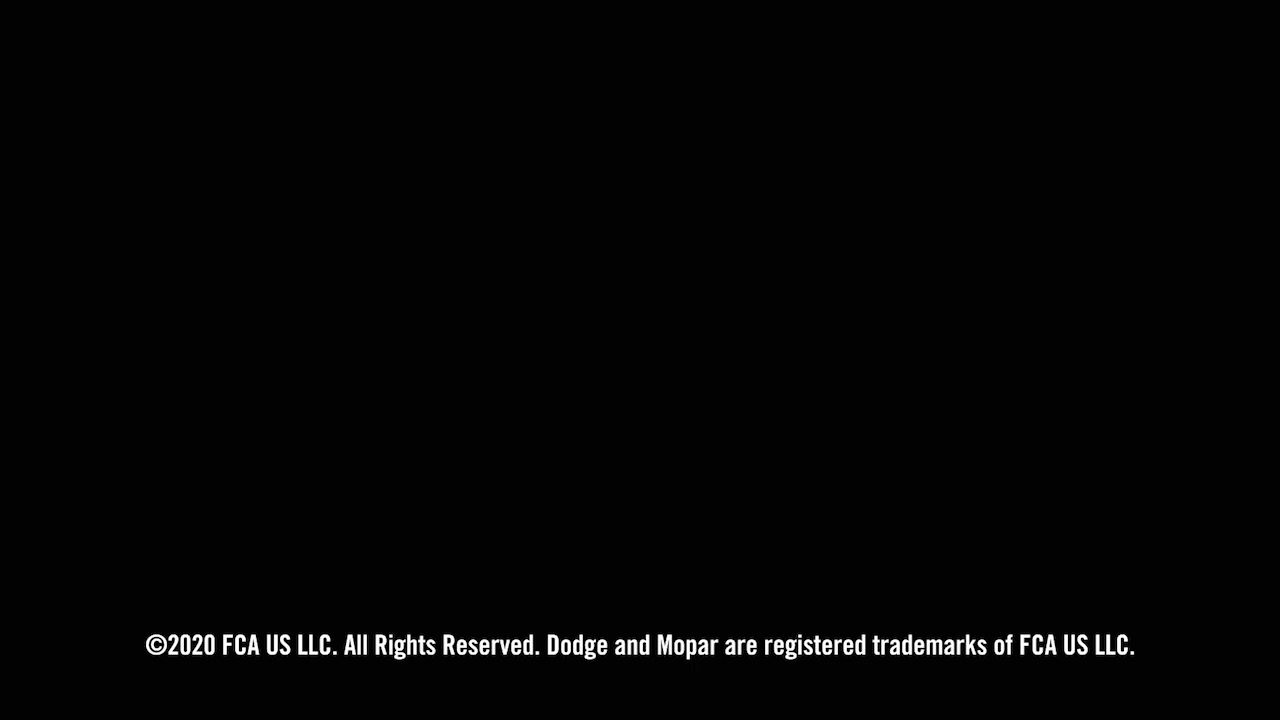 ©2020 FCA US LLC. All Rights Reserved. Dodge and Mopar are registered trademarks of FCA US LLC.